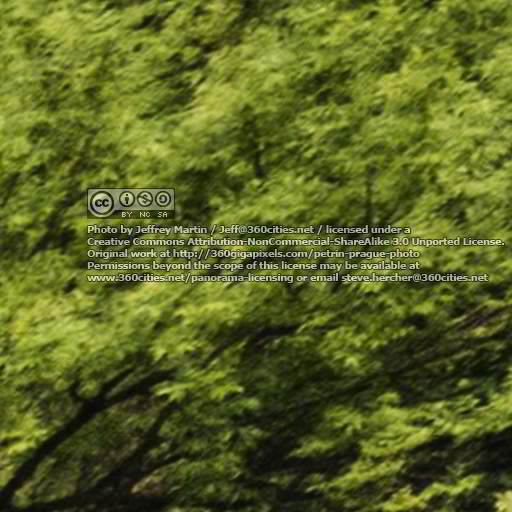 cc
BY NC SA
Photo by Jeffrey Martin / Jeff@360cities.net / licensed under a
Creative Commons Attribution-NonCommercial-ShareAlike 3.0 Unported License.
Original work at http://360gigapixels.com/petrin-prague-photo
Permissions beyond the scope of this license may be available at
www.360cities.net/panorama-licensing or email steve.hercher@360cities.net